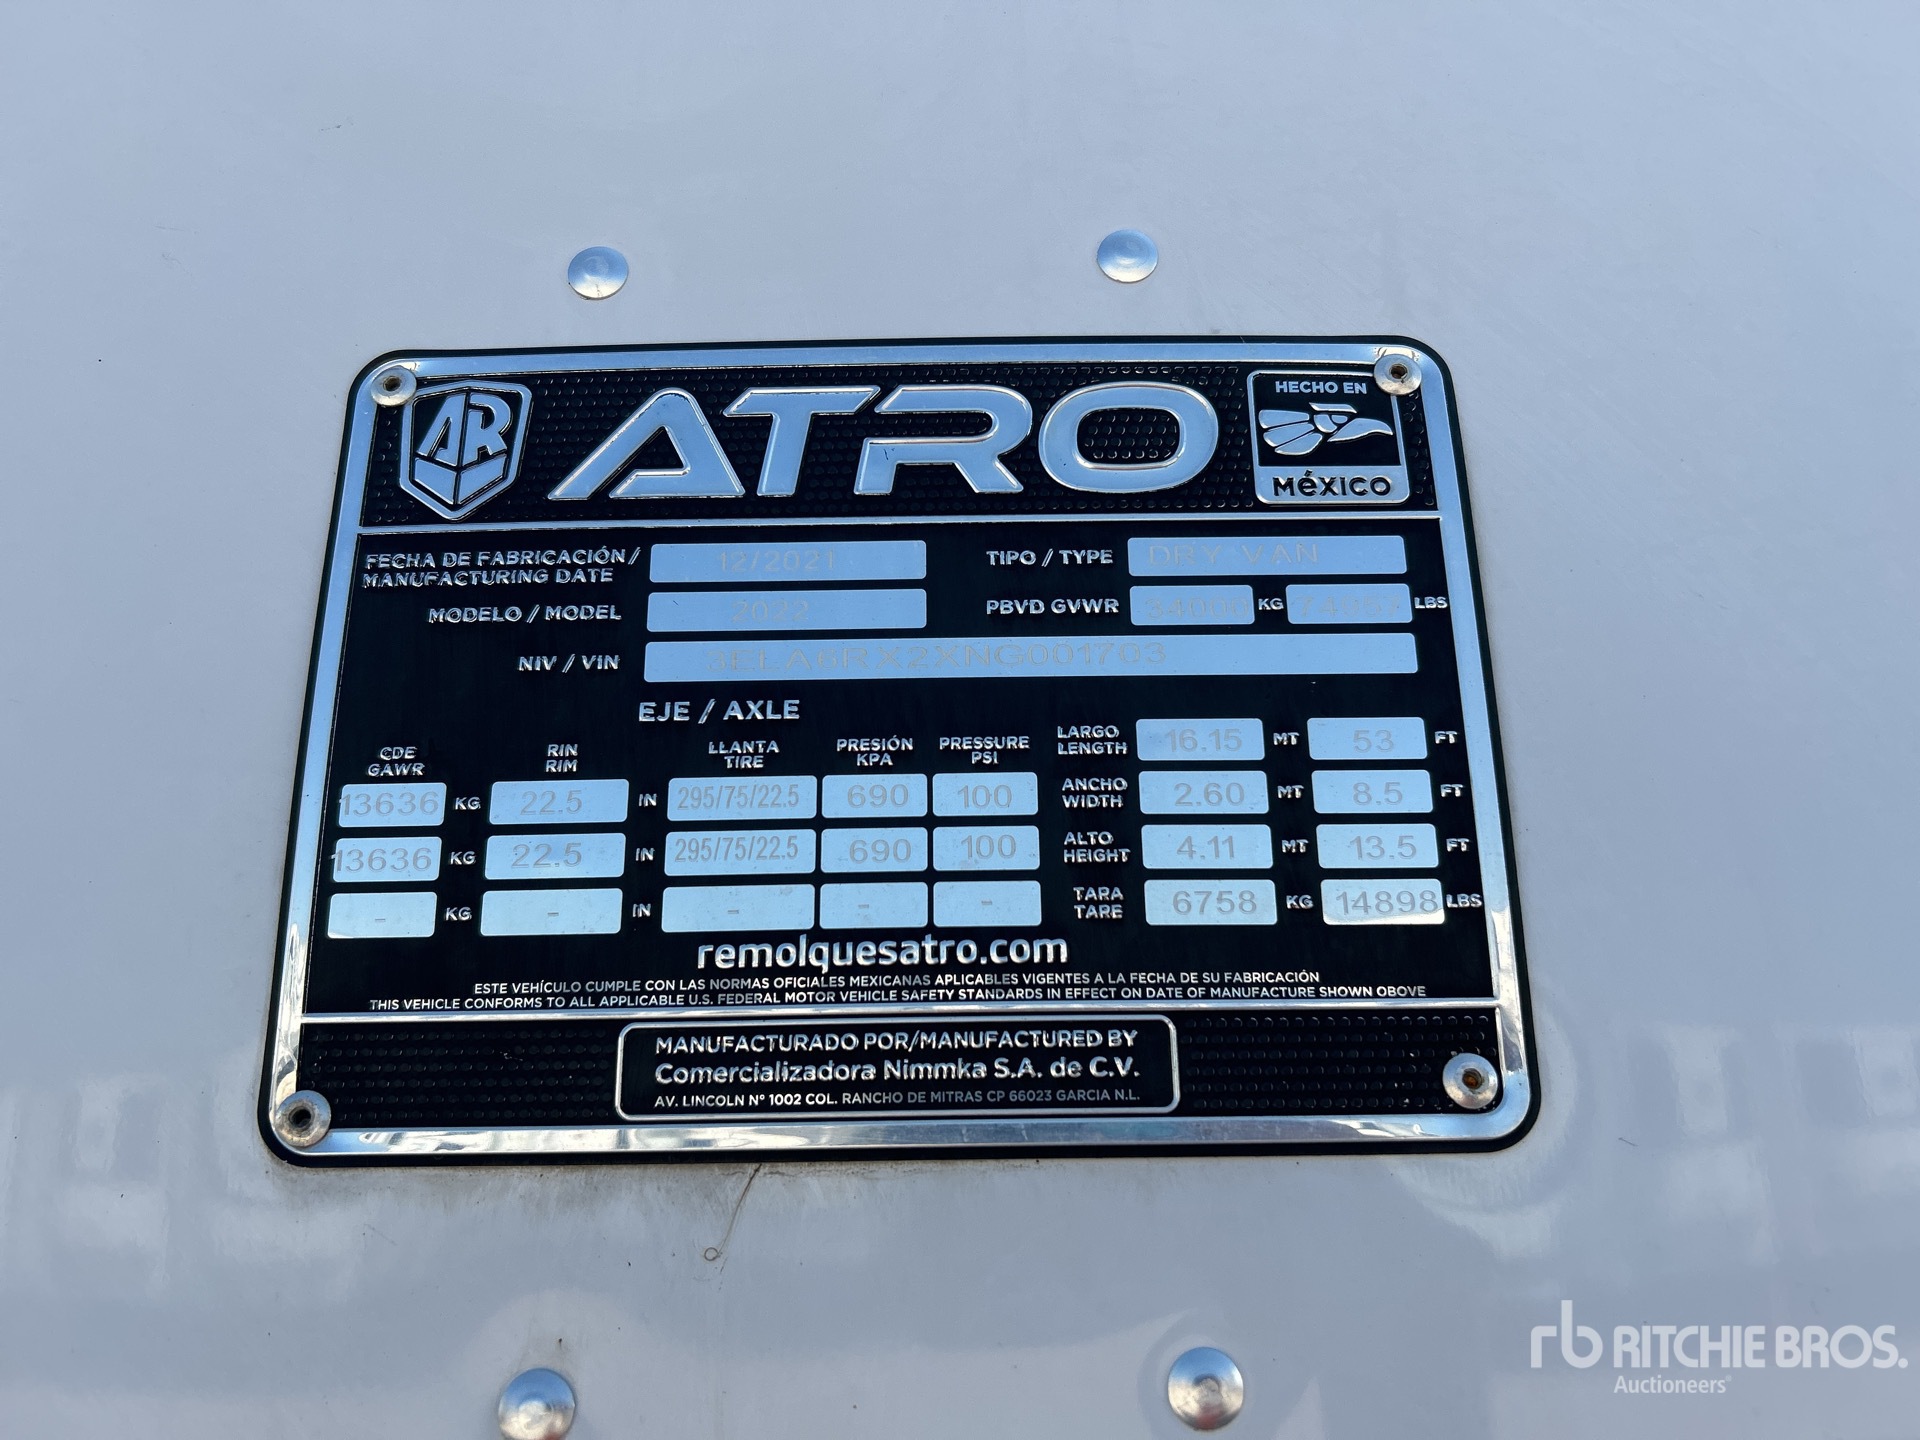 AR ATRO
HECHO EN
MéXICO
FECHA DE FABRICACIÓN /
MANUFACTURING DATE
12/2021
TIPO / TYPE DRY VAN
MODELO / MODEL 2022
PBVD GVWR 34000 KG 74957 LBS
NIV / VIN 3ELA6RX2XNG001703
EJE / AXLE
CDE
GAWR
RIN
RIM
LLANTA
TIRE
PRESIÓN
KPA
PRESSURE
PSI
13636 KG 22.5 IN 295/75/22.5 690 100
13636 KG 22.5 IN 295/75/22.5 690 100
- KG - IN - - -
LARGO
LENGTH
16.15 MT 53 FT
ANCHO
WIDTH
2.60 MT 8.5 FT
ALTO
HEIGHT
4.11 MT 13.5 FT
TARA
TARE
6758 KG 14898 LBS
remolquesatro.com
ESTE VEHÍCULO CUMPLE CON LAS NORMAS OFICIALES MEXICANAS APLICABLES VIGENTES A LA FECHA DE SU FABRICACIÓN
THIS VEHICLE CONFORMS TO ALL APPLICABLE U.S. FEDERAL MOTOR VEHICLE SAFETY STANDARDS IN EFFECT ON DATE OF MANUFACTURE SHOWN OBOVE
MANUFACTURADO POR/MANUFACTURED BY
Comercializadora Nimmka S.A. de C.V.
AV. LINCOLN Nº 1002 COL. RANCHO DE MITRAS CP 66023 GARCIA N.L.
rb RITCHIE BROS.
Auctioneers